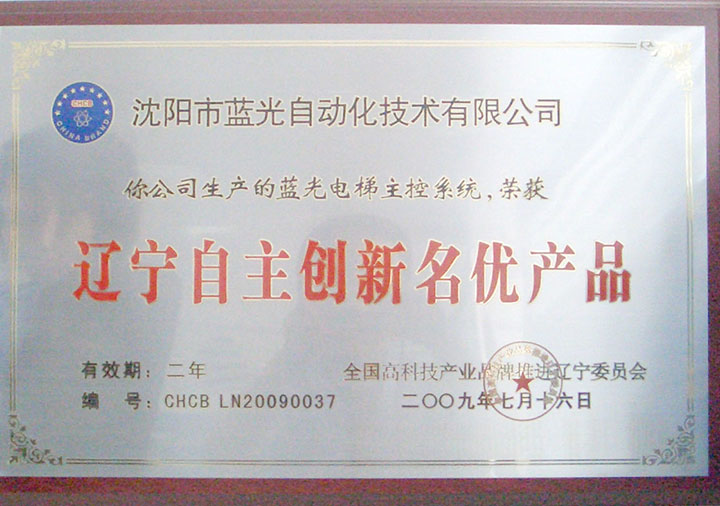 CHCB
CHINA BRAND
沈阳市蓝光自动化技术有限公司
你公司生产的蓝光电梯主控系统，荣获
辽宁自主创新名优产品
有效期：二年
全国高科技产业品牌推进辽宁委员会
编 号：CHCB LN20090037
二〇〇九年七月十六日